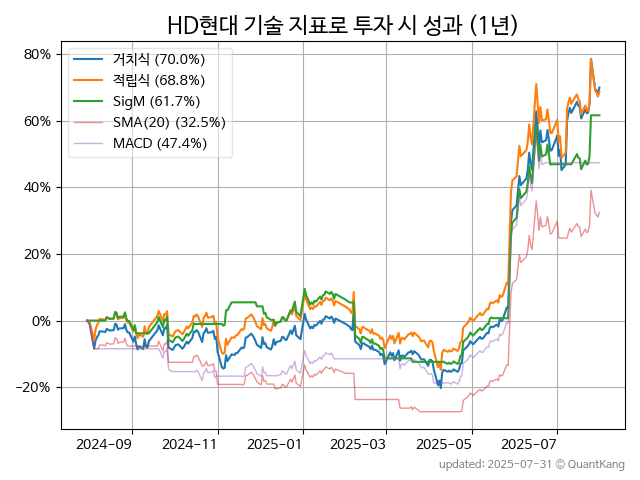 HD현대 기술 지표로 투자 시 성과 (1년)
80%
60%
40%
20%
0%
−20%
거치식 (70.0%)
적립식 (68.8%)
SigM (61.7%)
SMA(20) (32.5%)
MACD (47.4%)
2024-09
2024-11
2025-01
2025-03
2025-05
2025-07
updated: 2025-07-31 © QuantKang